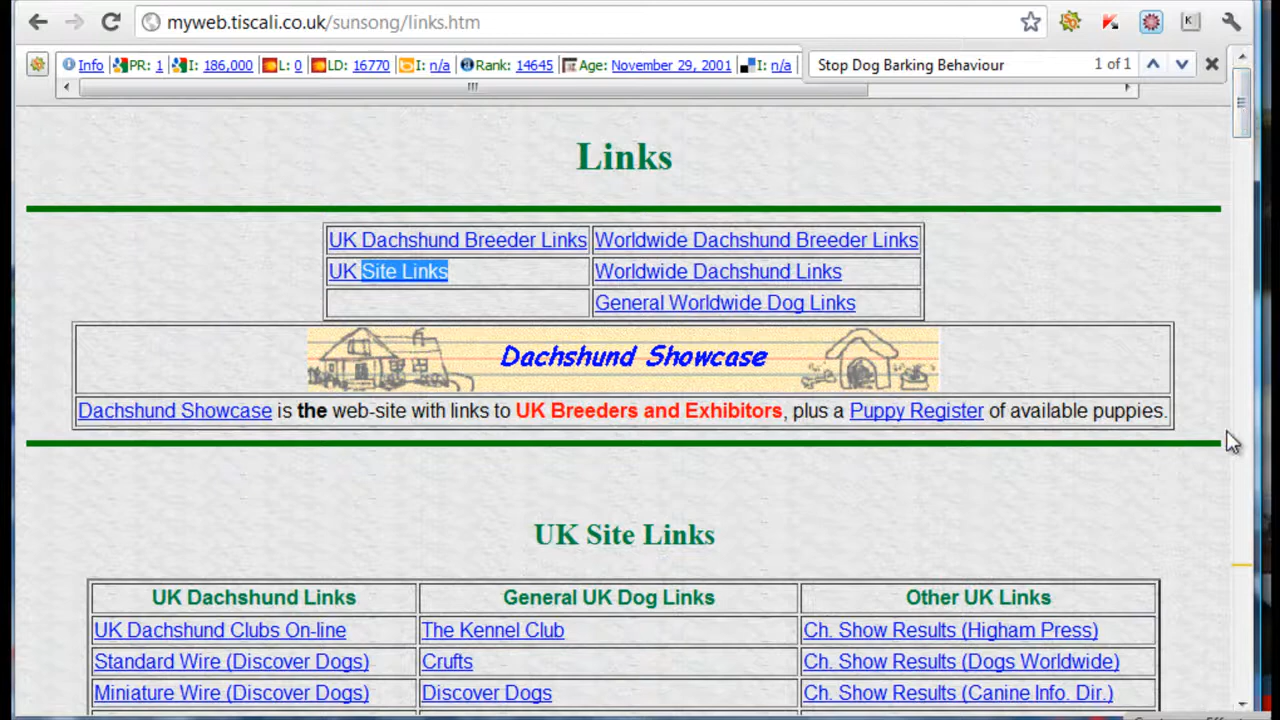 myweb.tiscali.co.uk/sunsong/links.htm
Info PR: 1 I: 186,000 L: 0 LD: 16770 I: n/a Rank: 14645 Age: November 29, 2001 I: n/a Stop Dog Barking Behaviour 1 of 1
Links
UK Dachshund Breeder Links Worldwide Dachshund Breeder Links
UK Site Links Worldwide Dachshund Links
General Worldwide Dog Links
Dachshund Showcase
Dachshund Showcase is the web-site with links to UK Breeders and Exhibitors, plus a Puppy Register of available puppies.
UK Site Links
UK Dachshund Links General UK Dog Links Other UK Links
UK Dachshund Clubs On-line The Kennel Club Ch. Show Results (Higham Press)
Standard Wire (Discover Dogs) Crufts Ch. Show Results (Dogs Worldwide)
Miniature Wire (Discover Dogs) Discover Dogs Ch. Show Results (Canine Info. Dir.)